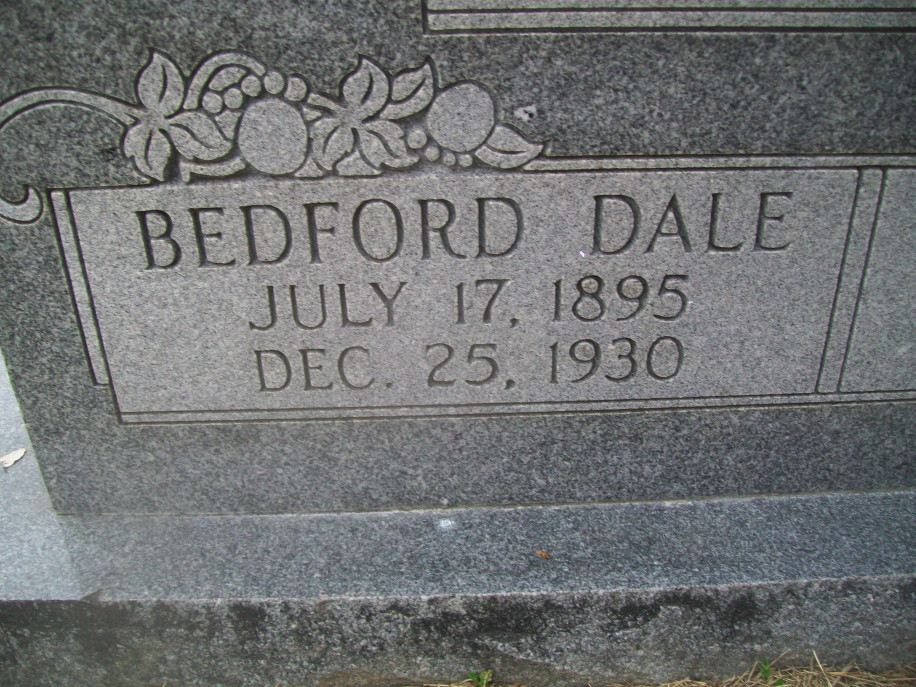 BEDFORD DALE
JULY 17, 1895
DEC. 25, 1930